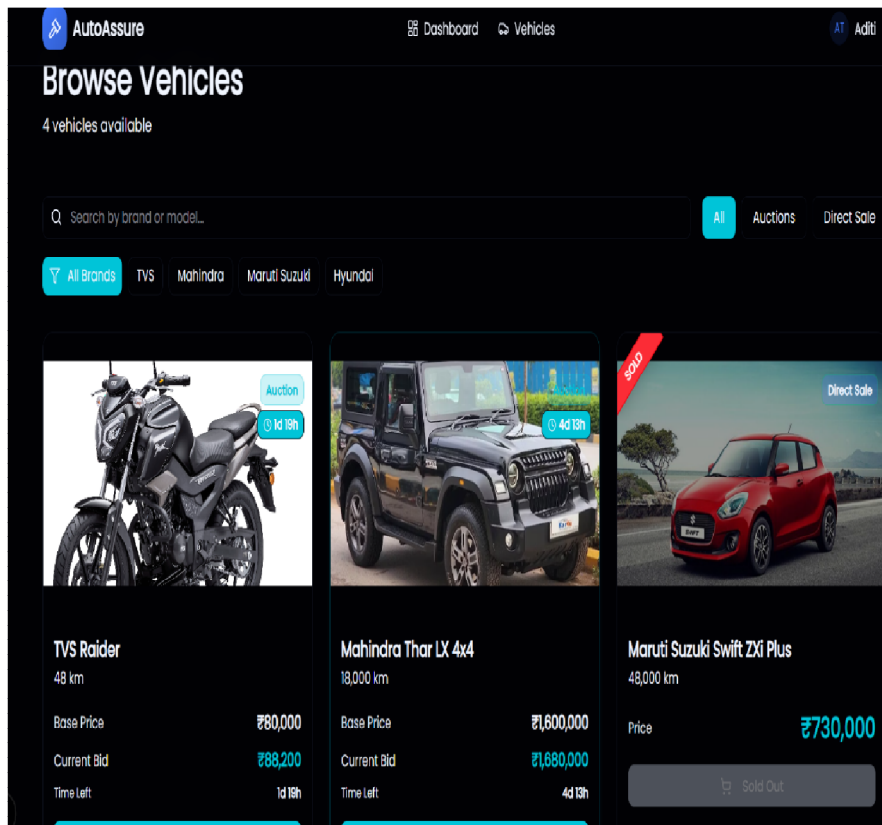 AutoAssure
Dashboard Vehicles
AT Aditi
Browse Vehicles
4 vehicles available
Search by brand or model...
All Auctions Direct Sale
All Brands TVS Mahindra Maruti Suzuki Hyundai
Auction
1d 19h
4d 13h
SOLD
Direct Sale
SWIFT
TVS Raider
48 km
Base Price ₹80,000
Current Bid ₹88,200
Time Left 1d 19h
Mahindra Thar LX 4x4
18,000 km
Base Price ₹1,600,000
Current Bid ₹1,680,000
Time Left 4d 13h
Maruti Suzuki Swift ZXi Plus
48,000 km
Price ₹730,000
Sold Out